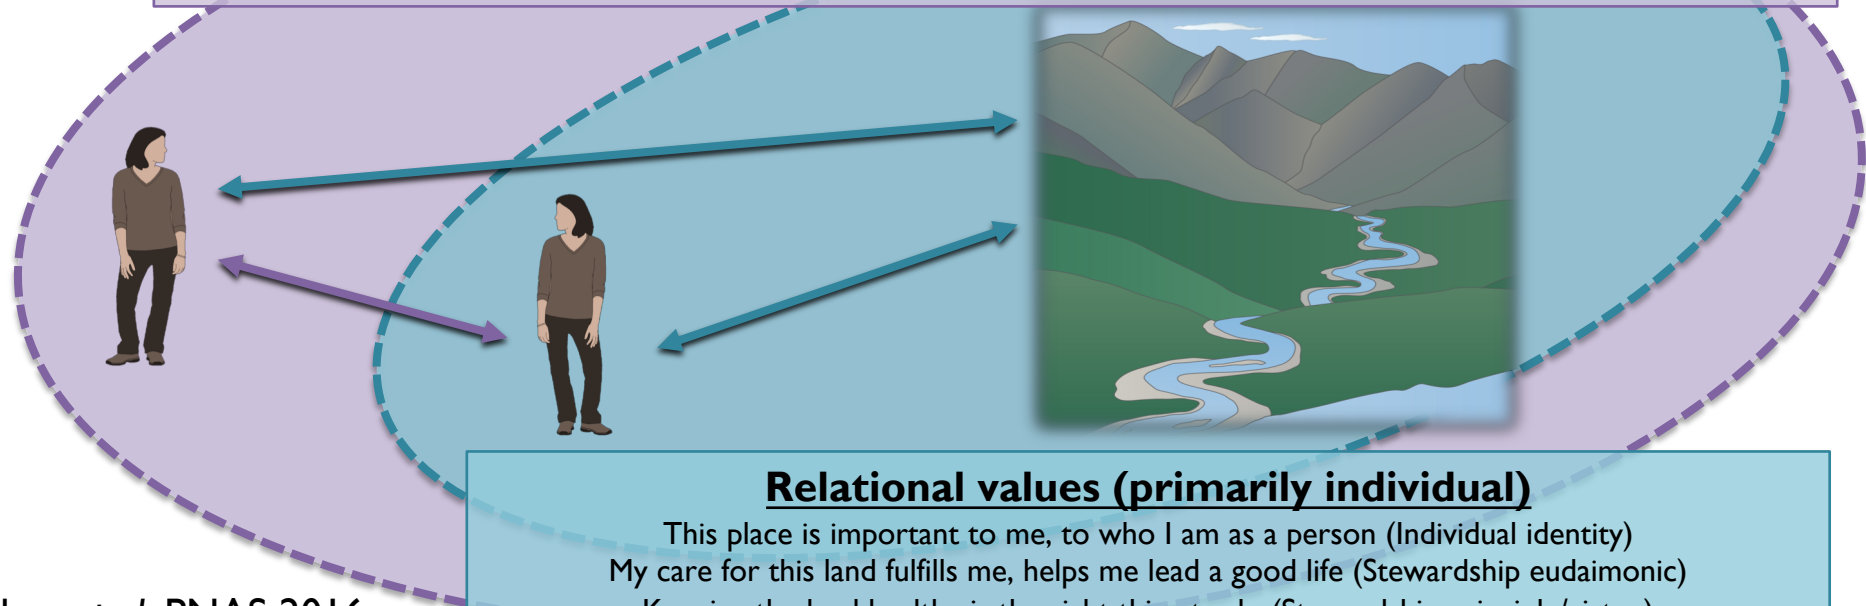 Relational values (primarily individual)
This place is important to me, to who I am as a person (Individual identity)
My care for this land fulfills me, helps me lead a good life (Stewardship eudaimonic)
PNAS 2016